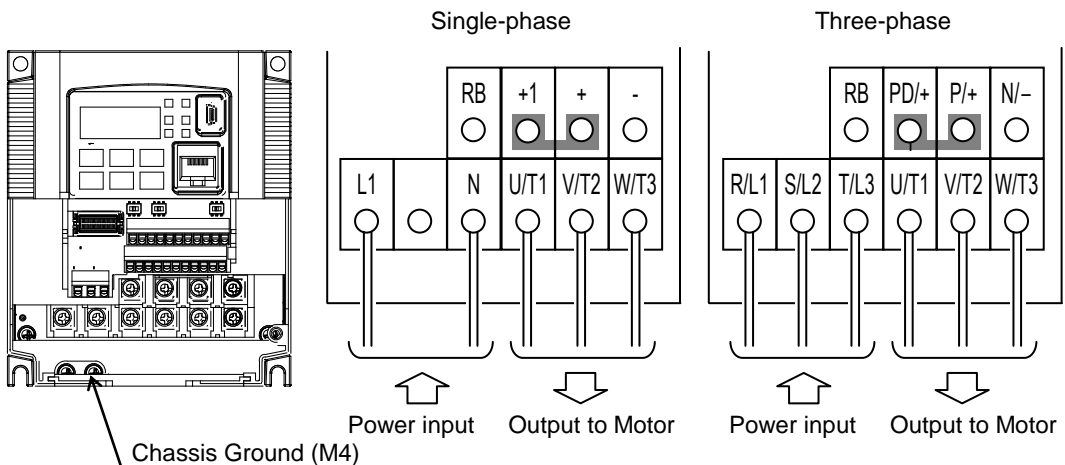 Single-phase
Three-phase
RB +1 + -
L1 N U/T1 V/T2 W/T3
RB PD/+ P/+ N/−
R/L1 S/L2 T/L3 U/T1 V/T2 W/T3
Power input
Output to Motor
Power input
Output to Motor
Chassis Ground (M4)